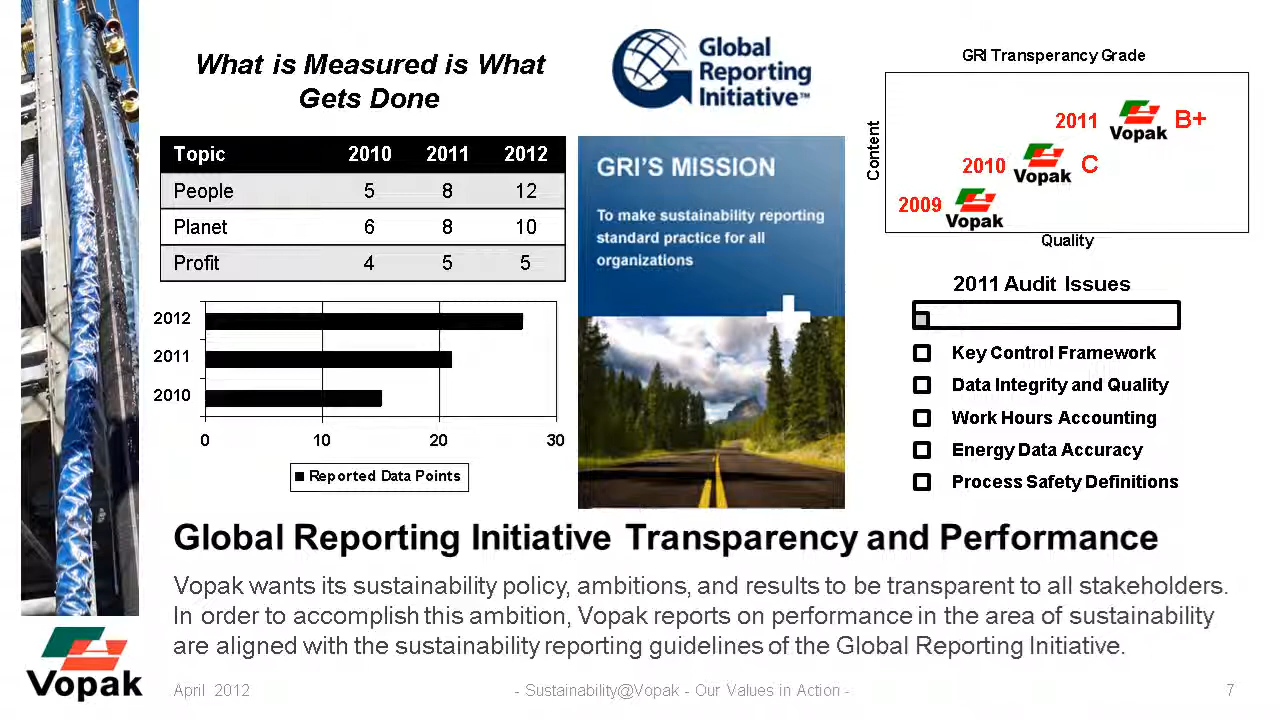 What is Measured is What
Gets Done
Topic 2010 2011 2012
People 5 8 12
Planet 6 8 10
Profit 4 5 5
2012
2011
2010
0 10 20 30
Reported Data Points
Global
Reporting
Initiative™
GRI'S MISSION
To make sustainability reporting
standard practice for all
organizations
GRI Transperancy Grade
Content
2011 Vopak B+
2010 Vopak C
2009 Vopak
Quality
2011 Audit Issues
Key Control Framework
Data Integrity and Quality
Work Hours Accounting
Energy Data Accuracy
Process Safety Definitions
Global Reporting Initiative Transparency and Performance
Vopak wants its sustainability policy, ambitions, and results to be transparent to all stakeholders.
In order to accomplish this ambition, Vopak reports on performance in the area of sustainability
are aligned with the sustainability reporting guidelines of the Global Reporting Initiative.
Vopak
April 2012 - Sustainability@Vopak - Our Values in Action - 7